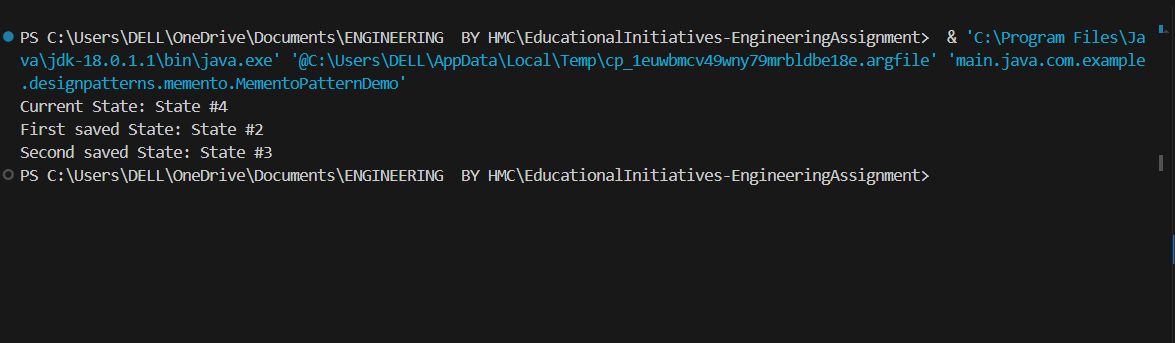 PS C:\Users\DELL\OneDrive\Documents\ENGINEERING  BY HMC\EducationalInitiatives-EngineeringAssignment>  & 'C:\Program Files\Ja
va\jdk-18.0.1.1\bin\java.exe' '@C:\Users\DELL\AppData\Local\Temp\cp_1euwbmcv49wny79mrbldbe18e.argfile' 'main.java.com.example
.designpatterns.memento.MementoPatternDemo'
Current State: State #4
First saved State: State #2
Second saved State: State #3
PS C:\Users\DELL\OneDrive\Documents\ENGINEERING  BY HMC\EducationalInitiatives-EngineeringAssignment>